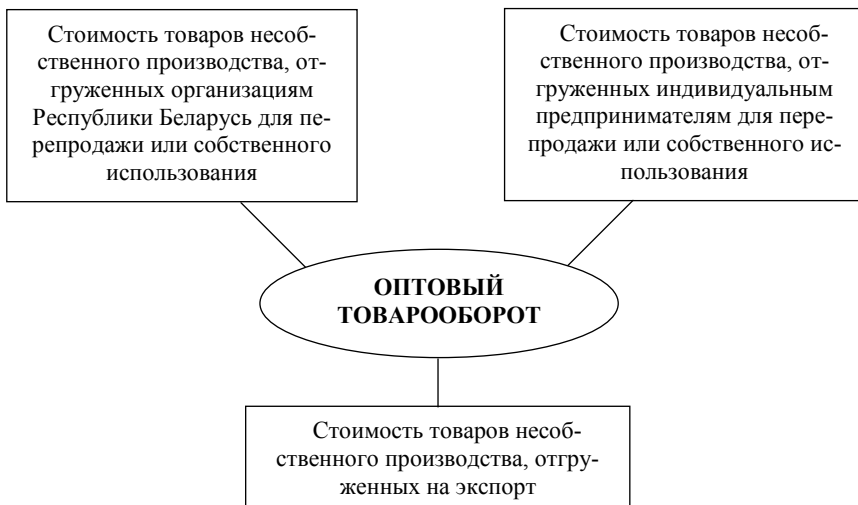 Стоимость товаров несоб-
ственного производства, от-
груженных организациям
Республики Беларусь для пе-
репродажи или собственного
использования
Стоимость товаров несоб-
ственного производства, от-
груженных индивидуальным
предпринимателям для пере-
продажи или собственного ис-
пользования
ОПТОВЫЙ
ТОВАРООБОРОТ
Стоимость товаров несоб-
ственного производства, отгру-
женных на экспорт